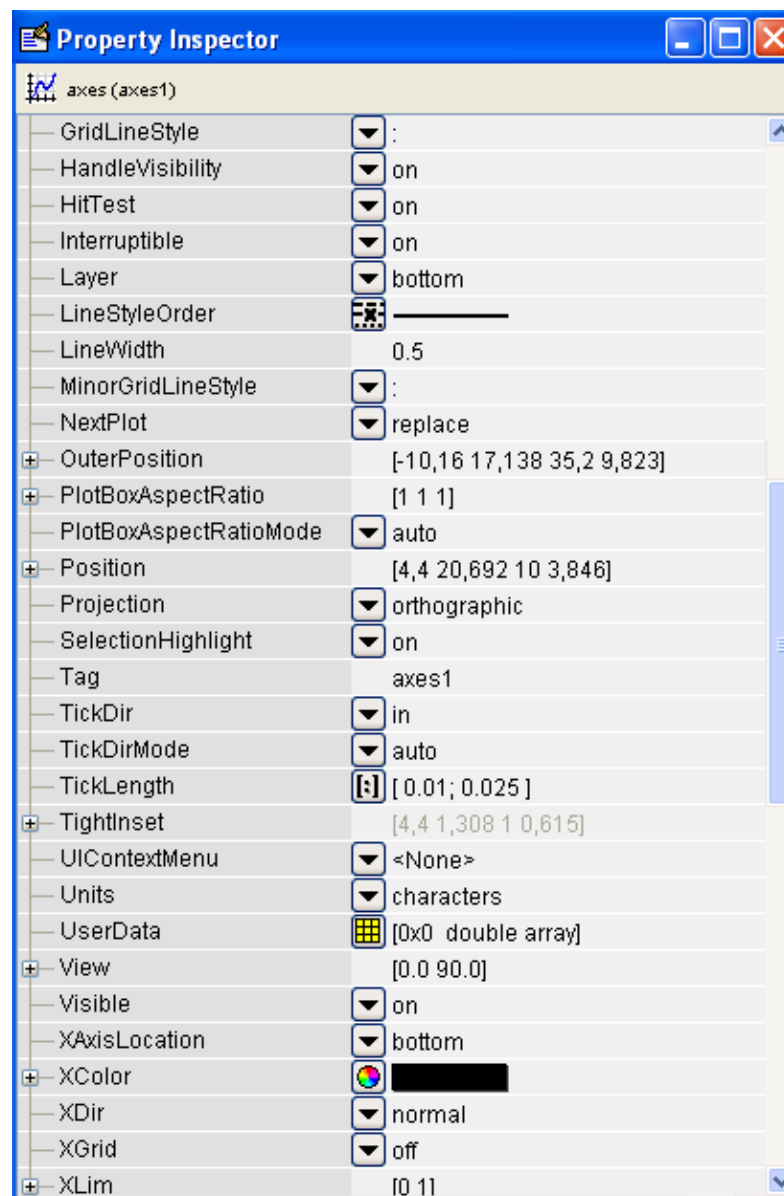 Property Inspector
axes (axes1)
GridLineStyle :
HandleVisibility on
HitTest on
Interruptible on
Layer bottom
LineStyleOrder
LineWidth 0.5
MinorGridLineStyle :
NextPlot replace
OuterPosition [-10,16 17,138 35,2 9,823]
PlotBoxAspectRatio [1 1 1]
PlotBoxAspectRatioMode auto
Position [4,4 20,692 10 3,846]
Projection orthographic
SelectionHighlight on
Tag axes1
TickDir in
TickDirMode auto
TickLength [:] [ 0.01; 0.025 ]
TightInset [4,4 1,308 1 0,615]
UIContextMenu <None>
Units characters
UserData [0x0 double array]
View [0.0 90.0]
Visible on
XAxisLocation bottom
XColor
XDir normal
XGrid off
XLim [0 1]